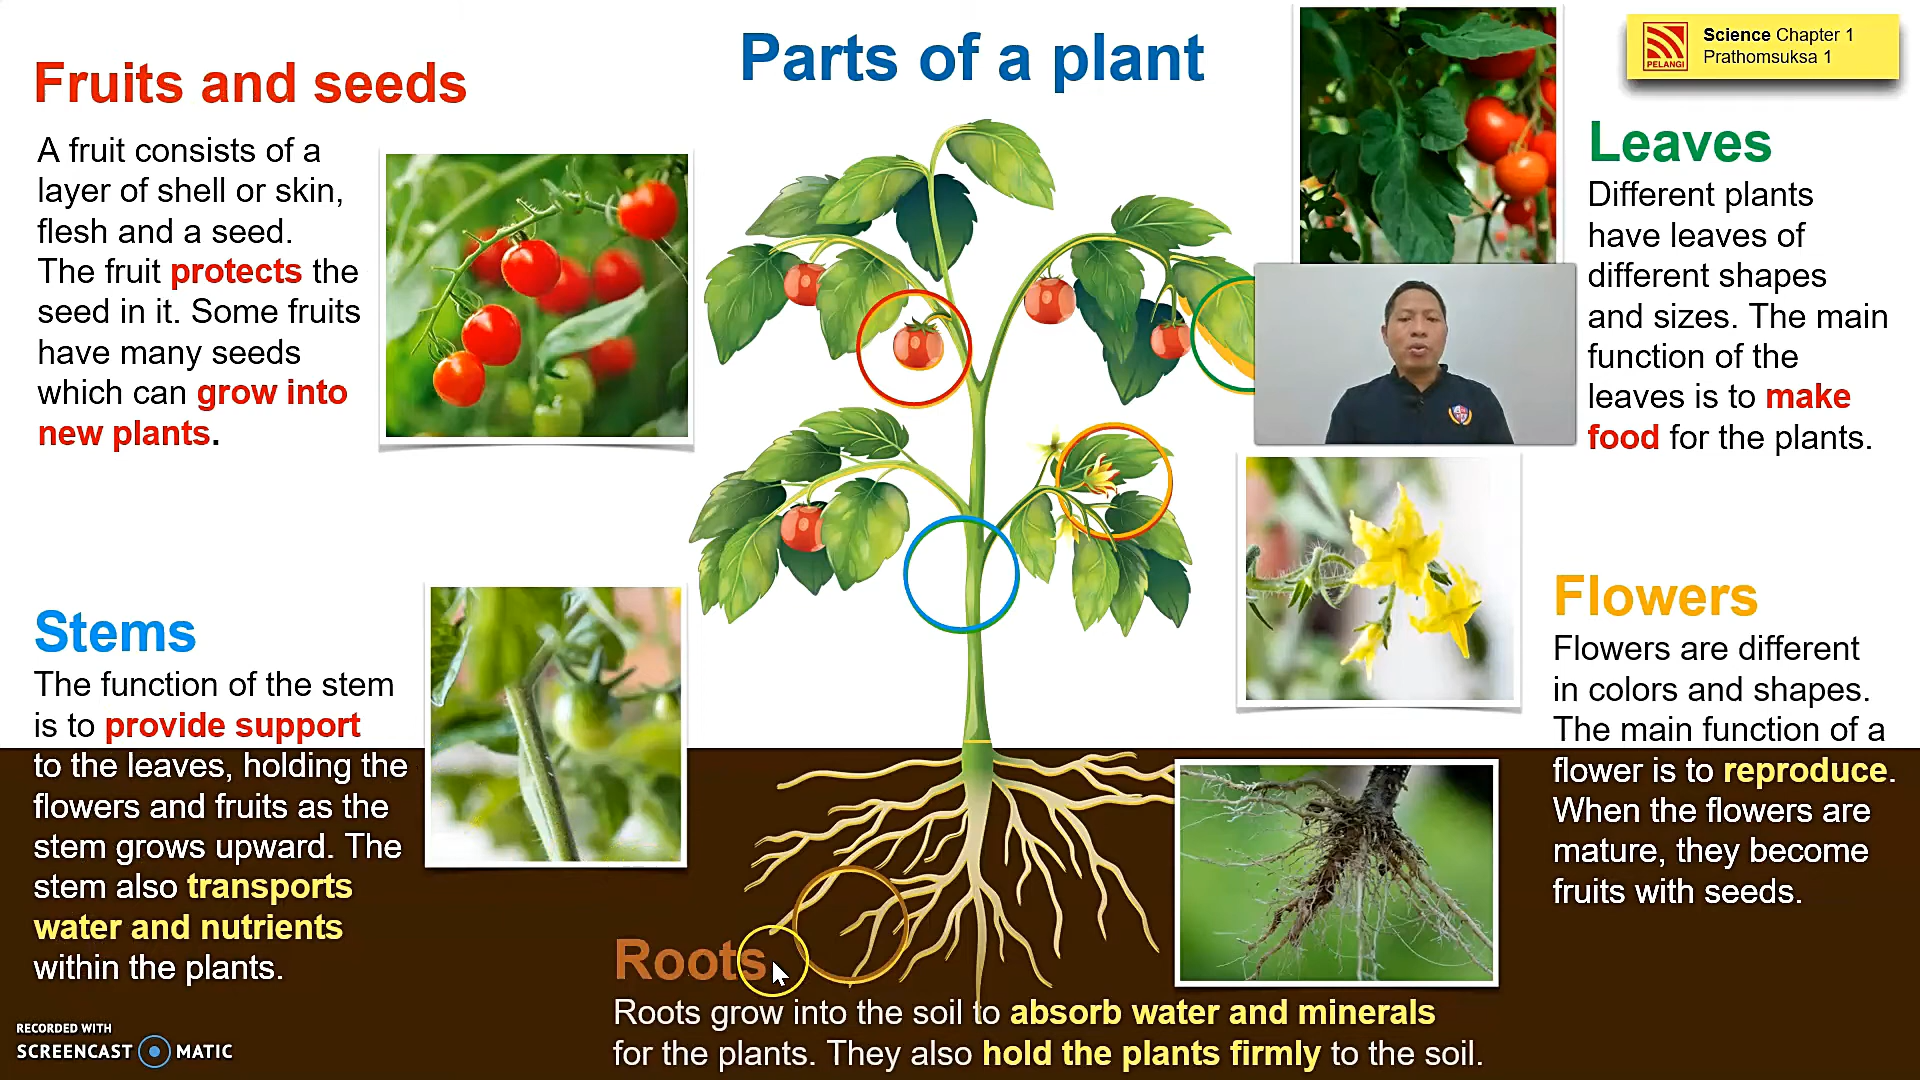 Parts of a plant
PELANGI
Science Chapter 1
Prathomsuksa 1
Fruits and seeds
A fruit consists of a
layer of shell or skin,
flesh and a seed.
The fruit protects the
seed in it. Some fruits
have many seeds
which can grow into
new plants.
Leaves
Different plants
have leaves of
different shapes
and sizes. The main
function of the
leaves is to make
food for the plants.
Stems
The function of the stem
is to provide support
to the leaves, holding the
flowers and fruits as the
stem grows upward. The
stem also transports
water and nutrients
within the plants.
Flowers
Flowers are different
in colors and shapes.
The main function of a
flower is to reproduce.
When the flowers are
mature, they become
fruits with seeds.
Roots
Roots grow into the soil to absorb water and minerals
for the plants. They also hold the plants firmly to the soil.
RECORDED WITH
SCREENCAST MATIC